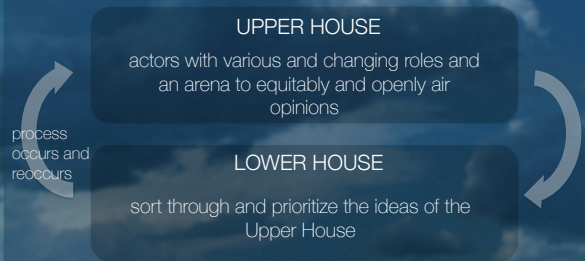 UPPER HOUSE
actors with various and changing roles and
an arena to equitably and openly air
opinions
process
occurs and
reoccurs
LOWER HOUSE
sort through and prioritize the ideas of the
Upper House